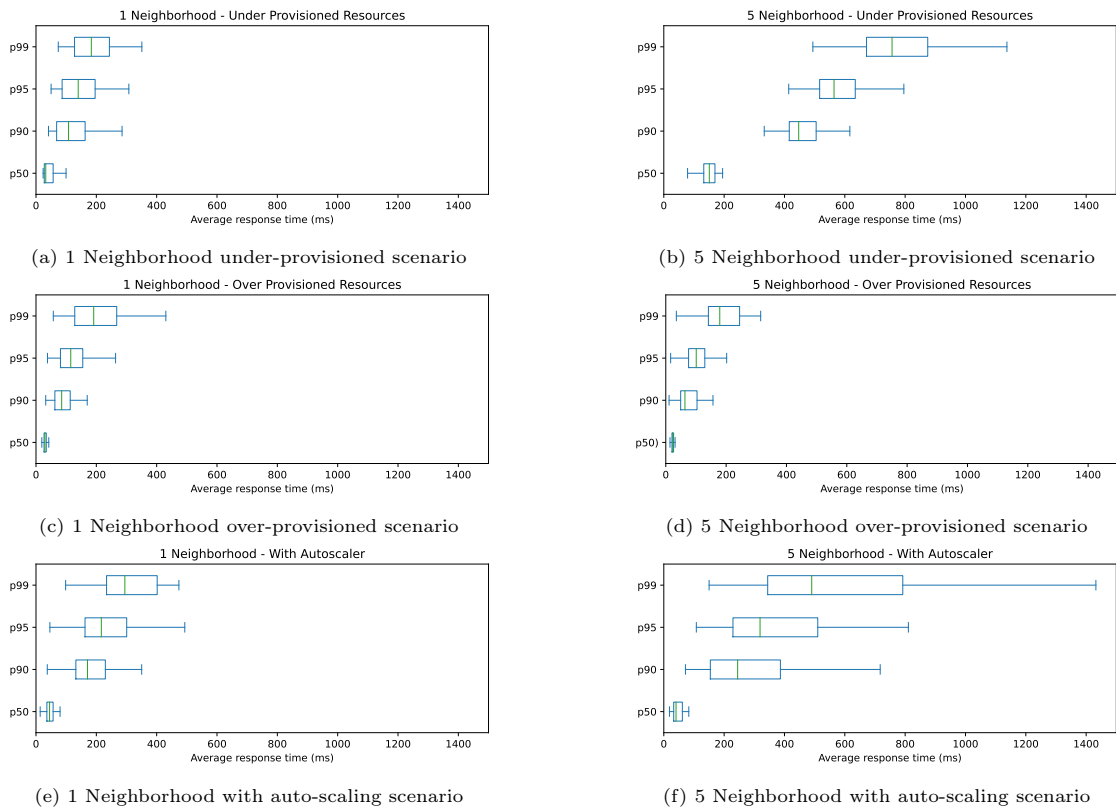 1 Neighborhood - Under Provisioned Resources
p99
p95
p90
p50
0 200 400 600 800 1000 1200 1400
Average response time (ms)
(a) 1 Neighborhood under-provisioned scenario
5 Neighborhood - Under Provisioned Resources
p99
p95
p90
p50
0 200 400 600 800 1000 1200 1400
Average response time (ms)
(b) 5 Neighborhood under-provisioned scenario
1 Neighborhood - Over Provisioned Resources
p99
p95
p90
p50
0 200 400 600 800 1000 1200 1400
Average response time (ms)
(c) 1 Neighborhood over-provisioned scenario
5 Neighborhood - Over Provisioned Resources
p99
p95
p90
p50)
0 200 400 600 800 1000 1200 1400
Average response time (ms)
(d) 5 Neighborhood over-provisioned scenario
1 Neighborhood - With Autoscaler
p99
p95
p90
p50
0 200 400 600 800 1000 1200 1400
Average response time (ms)
(e) 1 Neighborhood with auto-scaling scenario
5 Neighborhood - With Autoscaler
p99
p95
p90
p50
0 200 400 600 800 1000 1200 1400
Average response time (ms)
(f) 5 Neighborhood with auto-scaling scenario